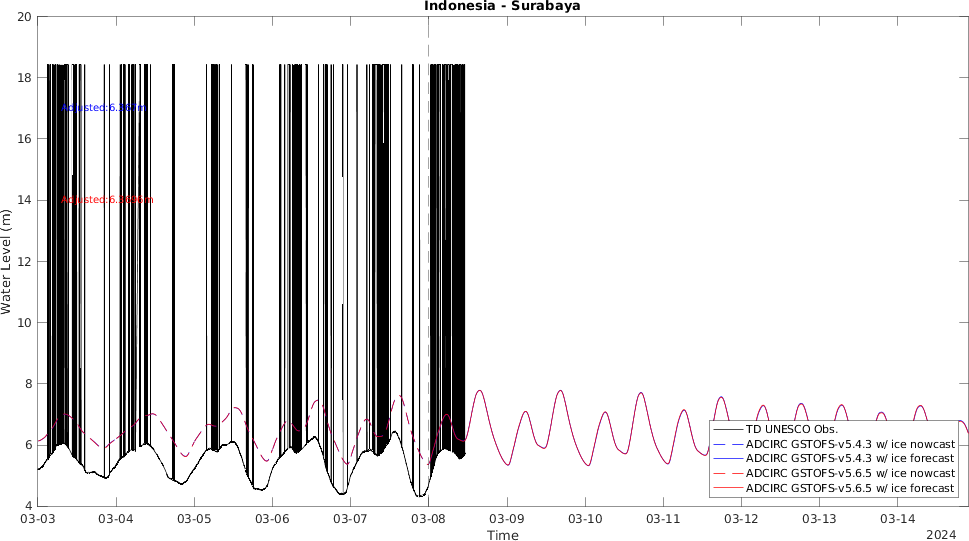 Indonesia - Surabaya
20
18
16
14
12
10
8
6
4
Water Level (m)
03-03
03-04
03-05
03-06
03-07
03-08
03-09
03-10
03-11
03-12
03-13
03-14
Time
2024
TD UNESCO Obs.
ADCIRC GSTOFS-v5.4.3 w/ ice nowcast
ADCIRC GSTOFS-v5.4.3 w/ ice forecast
ADCIRC GSTOFS-v5.6.5 w/ ice nowcast
ADCIRC GSTOFS-v5.6.5 w/ ice forecast